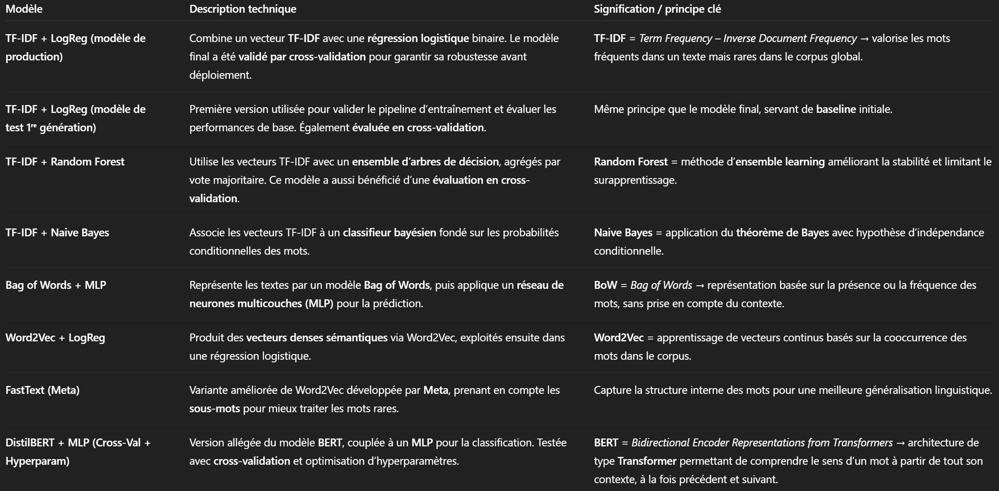 Modèle Description technique Signification / principe clé
TF-IDF + LogReg (modèle de production)
Combine un vecteur TF-IDF avec une régression logistique binaire. Le modèle
final a été validé par cross-validation pour garantir sa robustesse avant
déploiement.
TF-IDF = Term Frequency – Inverse Document Frequency → valorise les mots
fréquents dans un texte mais rares dans le corpus global.
TF-IDF + LogReg (modèle de
test 1ʳᵉ génération)
Première version utilisée pour valider le pipeline d’entraînement et évaluer les
performances de base. Également évaluée en cross-validation.
Même principe que le modèle final, servant de baseline initiale.
TF-IDF + Random Forest
Utilise les vecteurs TF-IDF avec un ensemble d’arbres de décision, agrégés par
vote majoritaire. Ce modèle a aussi bénéficié d’une évaluation en cross-
validation.
Random Forest = méthode d’ensemble learning améliorant la stabilité et limitant le
surapprentissage.
TF-IDF + Naive Bayes
Associe les vecteurs TF-IDF à un classifieur bayésien fondé sur les probabilités
conditionnelles des mots.
Naive Bayes = application du théorème de Bayes avec hypothèse d’indépendance
conditionnelle.
Bag of Words + MLP
Représente les textes par un modèle Bag of Words, puis applique un réseau de
neurones multicouches (MLP) pour la prédiction.
BoW = Bag of Words → représentation basée sur la présence ou la fréquence des
mots, sans prise en compte du contexte.
Word2Vec + LogReg
Produit des vecteurs denses sémantiques via Word2Vec, exploités ensuite dans
une régression logistique.
Word2Vec = apprentissage de vecteurs continus basés sur la cooccurrence des
mots dans le corpus.
FastText (Meta)
Variante améliorée de Word2Vec développée par Meta, prenant en compte les
sous-mots pour mieux traiter les mots rares.
Capture la structure interne des mots pour une meilleure généralisation linguistique.
DistilBERT + MLP (Cross-Val +
Hyperparam)
Version allégée du modèle BERT, couplée à un MLP pour la classification. Testée
avec cross-validation et optimisation d’hyperparamètres.
BERT = Bidirectional Encoder Representations from Transformers → architecture de
type Transformer permettant de comprendre le sens d’un mot à partir de tout son
contexte, à la fois précédent et suivant.